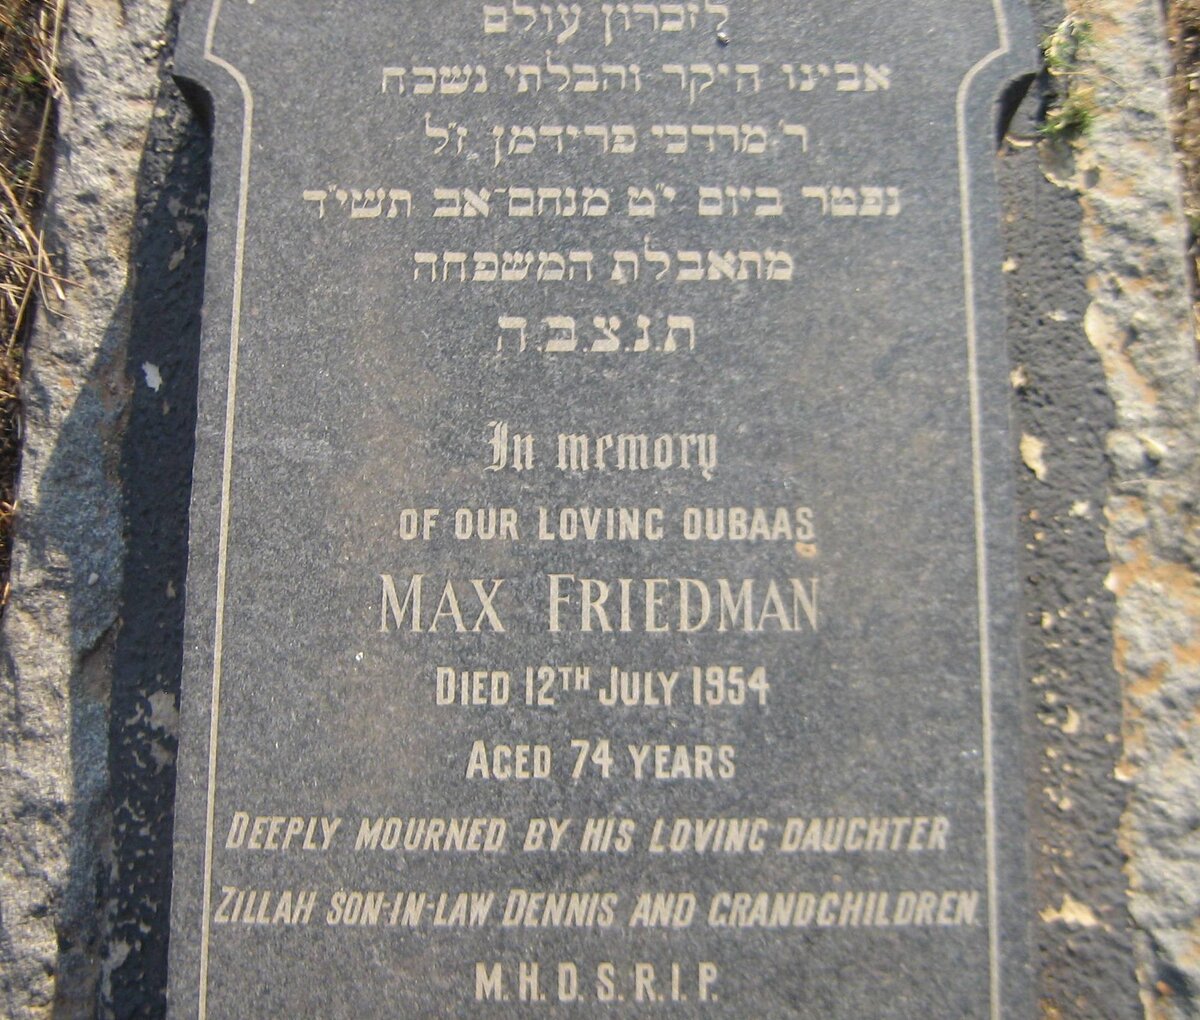 לזכרון עולם
אבינו היקר והבלתי נשכח
ר' מרדכי פרידמן ז"ל
נפטר ביום י"ט מנחם-אב תשי"ד
מתאבלת המשפחה
ת.נ.צ.ב.ה
In memory
OF OUR LOVING OUBAAS
MAX FRIEDMAN
DIED 12TH JULY 1954
AGED 74 YEARS
DEEPLY MOURNED BY HIS LOVING DAUGHTER
ZILLAH SON-IN-LAW DENNIS AND GRANDCHILDREN.
M.H.D.S.R.I.P.